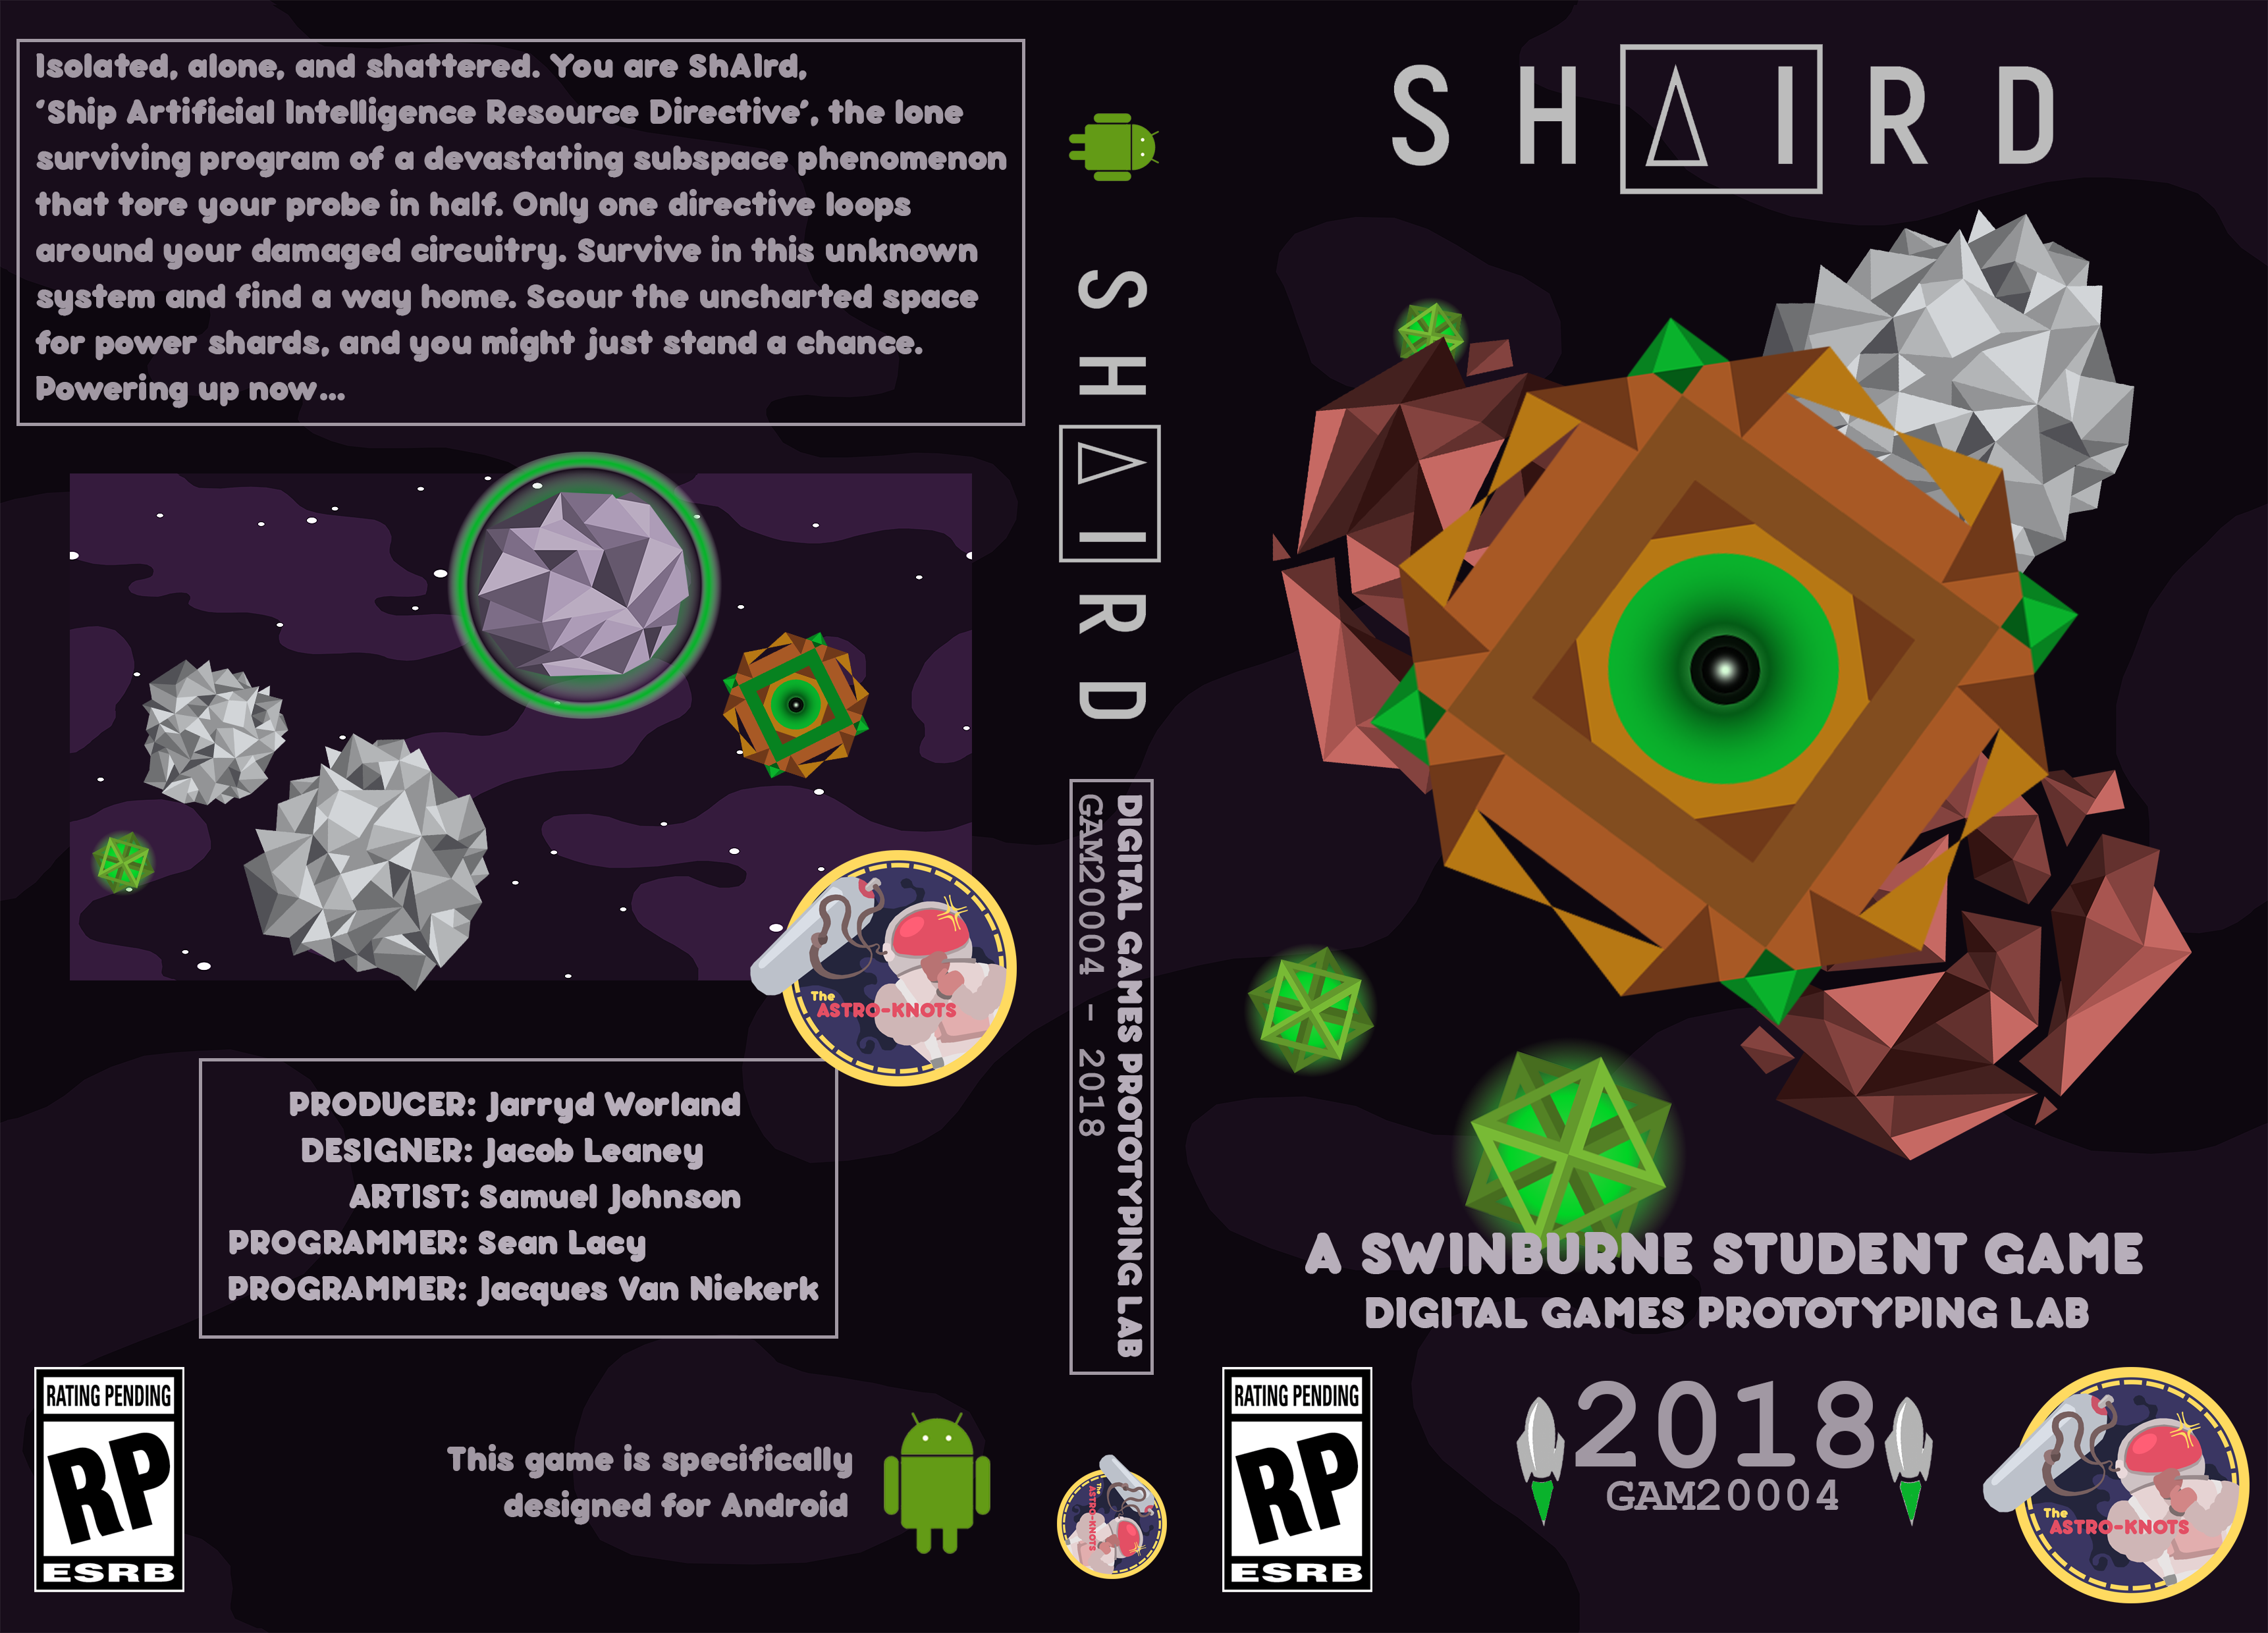 Isolated, alone, and shattered. You are ShAIrd,
‘Ship Artificial Intelligence Resource Directive’, the lone
surviving program of a devastating subspace phenomenon
that tore your probe in half. Only one directive loops
around your damaged circuitry. Survive in this unknown
system and find a way home. Scour the uncharted space
for power shards, and you might just stand a chance.
Powering up now...
The
ASTRO-KNOTS
PRODUCER: Jarryd Worland
DESIGNER: Jacob Leaney
ARTIST: Samuel Johnson
PROGRAMMER: Sean Lacy
PROGRAMMER: Jacques Van Niekerk
RATING PENDING
RP
ESRB
This game is specifically
designed for Android
SHΔIRD
DIGITAL GAMES PROTOTYPING LAB
GAM20004 - 2018
The
ASTRO-KNOTS
SHΔIRD
A SWINBURNE STUDENT GAME
DIGITAL GAMES PROTOTYPING LAB
RATING PENDING
RP
ESRB
2018
GAM20004
The
ASTRO-KNOTS